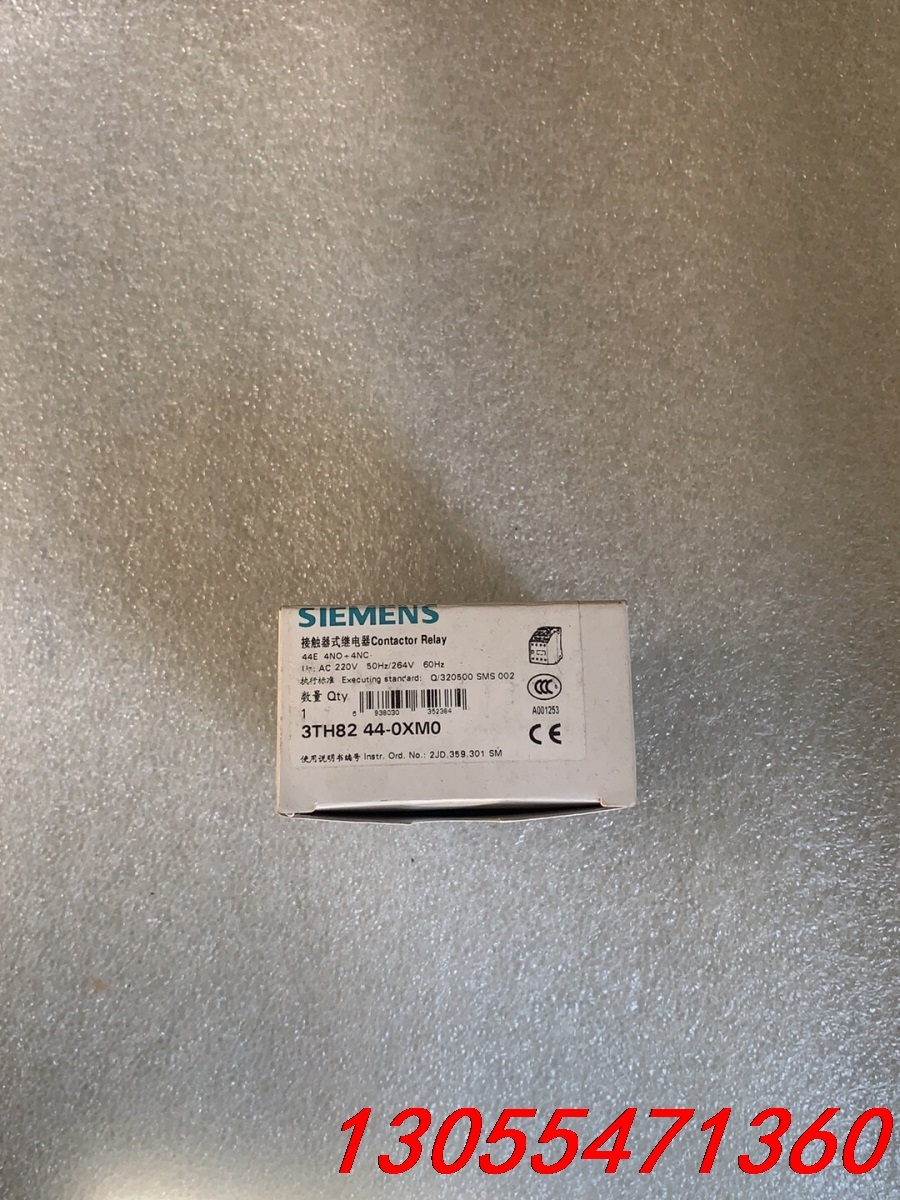 SIEMENS
接触器式继电器Contactor Relay
44E 4NO+4NC
AC 220V 50Hz/264V 60Hz
执行标准 Executing standard: Q/320500 SMS 002
数量 Qty
1
6 938030 352364
A001253
3TH82 44-0XM0
CE
使用说明书编号 Instr. Ord. No.: 2JD.359.301 SM
13055471360